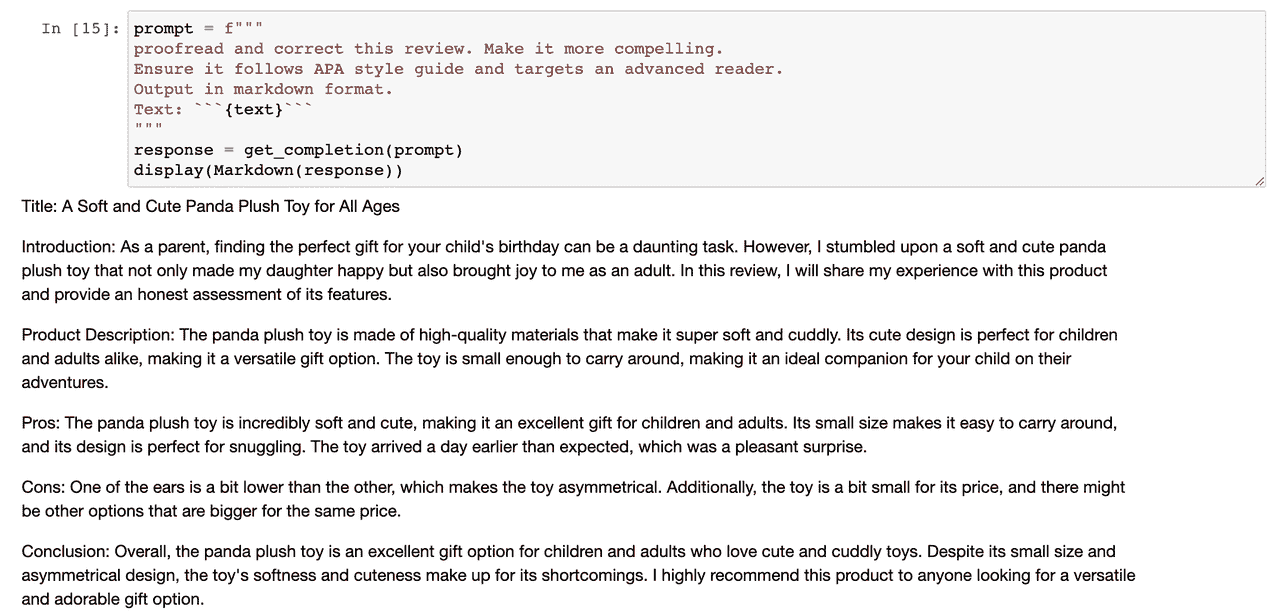 In [15]: prompt = f"""
proofread and correct this review. Make it more compelling.
Ensure it follows APA style guide and targets an advanced reader.
Output in markdown format.
Text: ```{text}```
"""
response = get_completion(prompt)
display(Markdown(response))
Title: A Soft and Cute Panda Plush Toy for All Ages
Introduction: As a parent, finding the perfect gift for your child's birthday can be a daunting task. However, I stumbled upon a soft and cute panda
plush toy that not only made my daughter happy but also brought joy to me as an adult. In this review, I will share my experience with this product
and provide an honest assessment of its features.
Product Description: The panda plush toy is made of high-quality materials that make it super soft and cuddly. Its cute design is perfect for children
and adults alike, making it a versatile gift option. The toy is small enough to carry around, making it an ideal companion for your child on their
adventures.
Pros: The panda plush toy is incredibly soft and cute, making it an excellent gift for children and adults. Its small size makes it easy to carry around,
and its design is perfect for snuggling. The toy arrived a day earlier than expected, which was a pleasant surprise.
Cons: One of the ears is a bit lower than the other, which makes the toy asymmetrical. Additionally, the toy is a bit small for its price, and there might
be other options that are bigger for the same price.
Conclusion: Overall, the panda plush toy is an excellent gift option for children and adults who love cute and cuddly toys. Despite its small size and
asymmetrical design, the toy's softness and cuteness make up for its shortcomings. I highly recommend this product to anyone looking for a versatile
and adorable gift option.